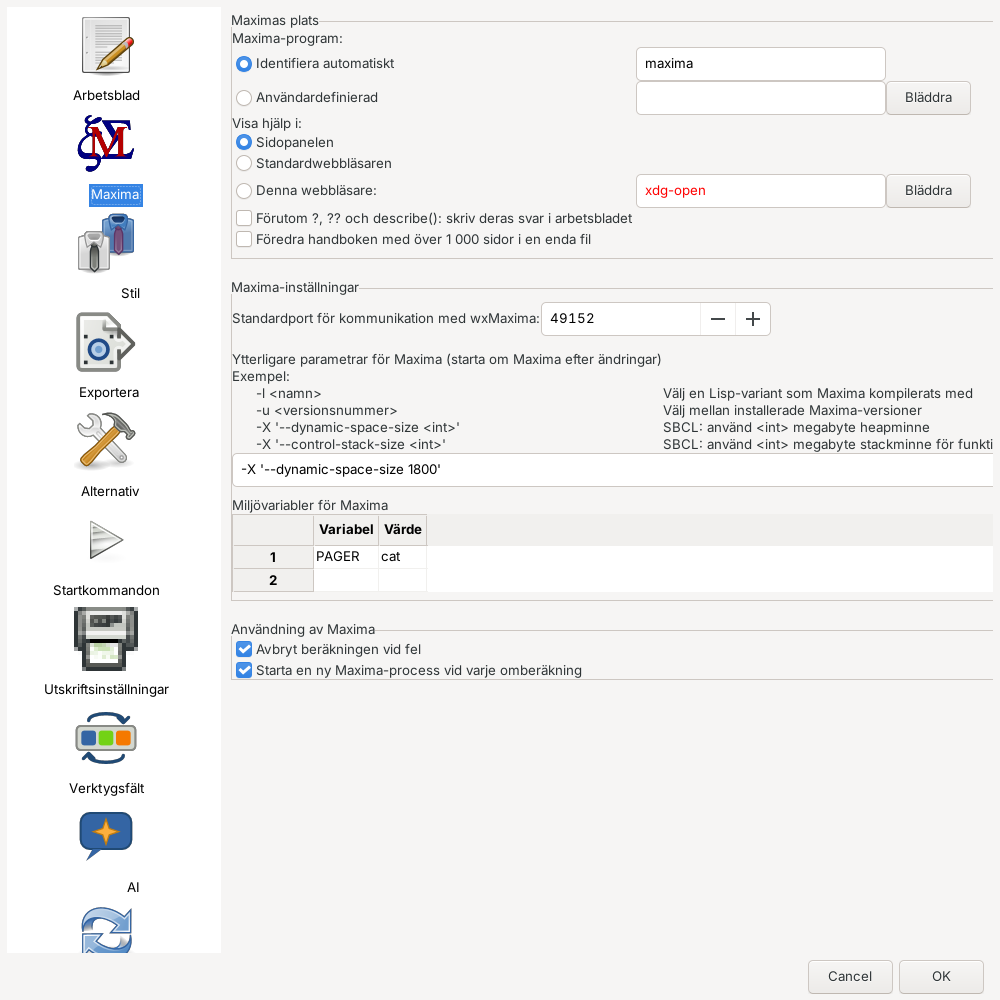 Arbetsblad
Maxima
Stil
Exportera
Alternativ
Startkommandon
Utskriftsinställningar
Verktygsfält
AI
Maximas plats
Maxima-program:
Identifiera automatiskt
maxima
Användardefinierad
Bläddra
Visa hjälp i:
Sidopanelen
Standardwebbläsaren
Denna webbläsare:
xdg-open
Bläddra
Förutom ?, ?? och describe(): skriv deras svar i arbetsbladet
Föredra handboken med över 1 000 sidor i en enda fil
Maxima-inställningar
Standardport för kommunikation med wxMaxima:
49152
Ytterligare parametrar för Maxima (starta om Maxima efter ändringar)
Exempel:
-l <namn> Välj en Lisp-variant som Maxima kompilerats med
-u <versionsnummer> Välj mellan installerade Maxima-versioner
-X '--dynamic-space-size <int>' SBCL: använd <int> megabyte heapminne
-X '--control-stack-size <int>' SBCL: använd <int> megabyte stackminne för funkti
-X '--dynamic-space-size 1800'
Miljövariabler för Maxima
Variabel Värde
1 PAGER cat
2
Användning av Maxima
Avbryt beräkningen vid fel
Starta en ny Maxima-process vid varje omberäkning
Cancel
OK